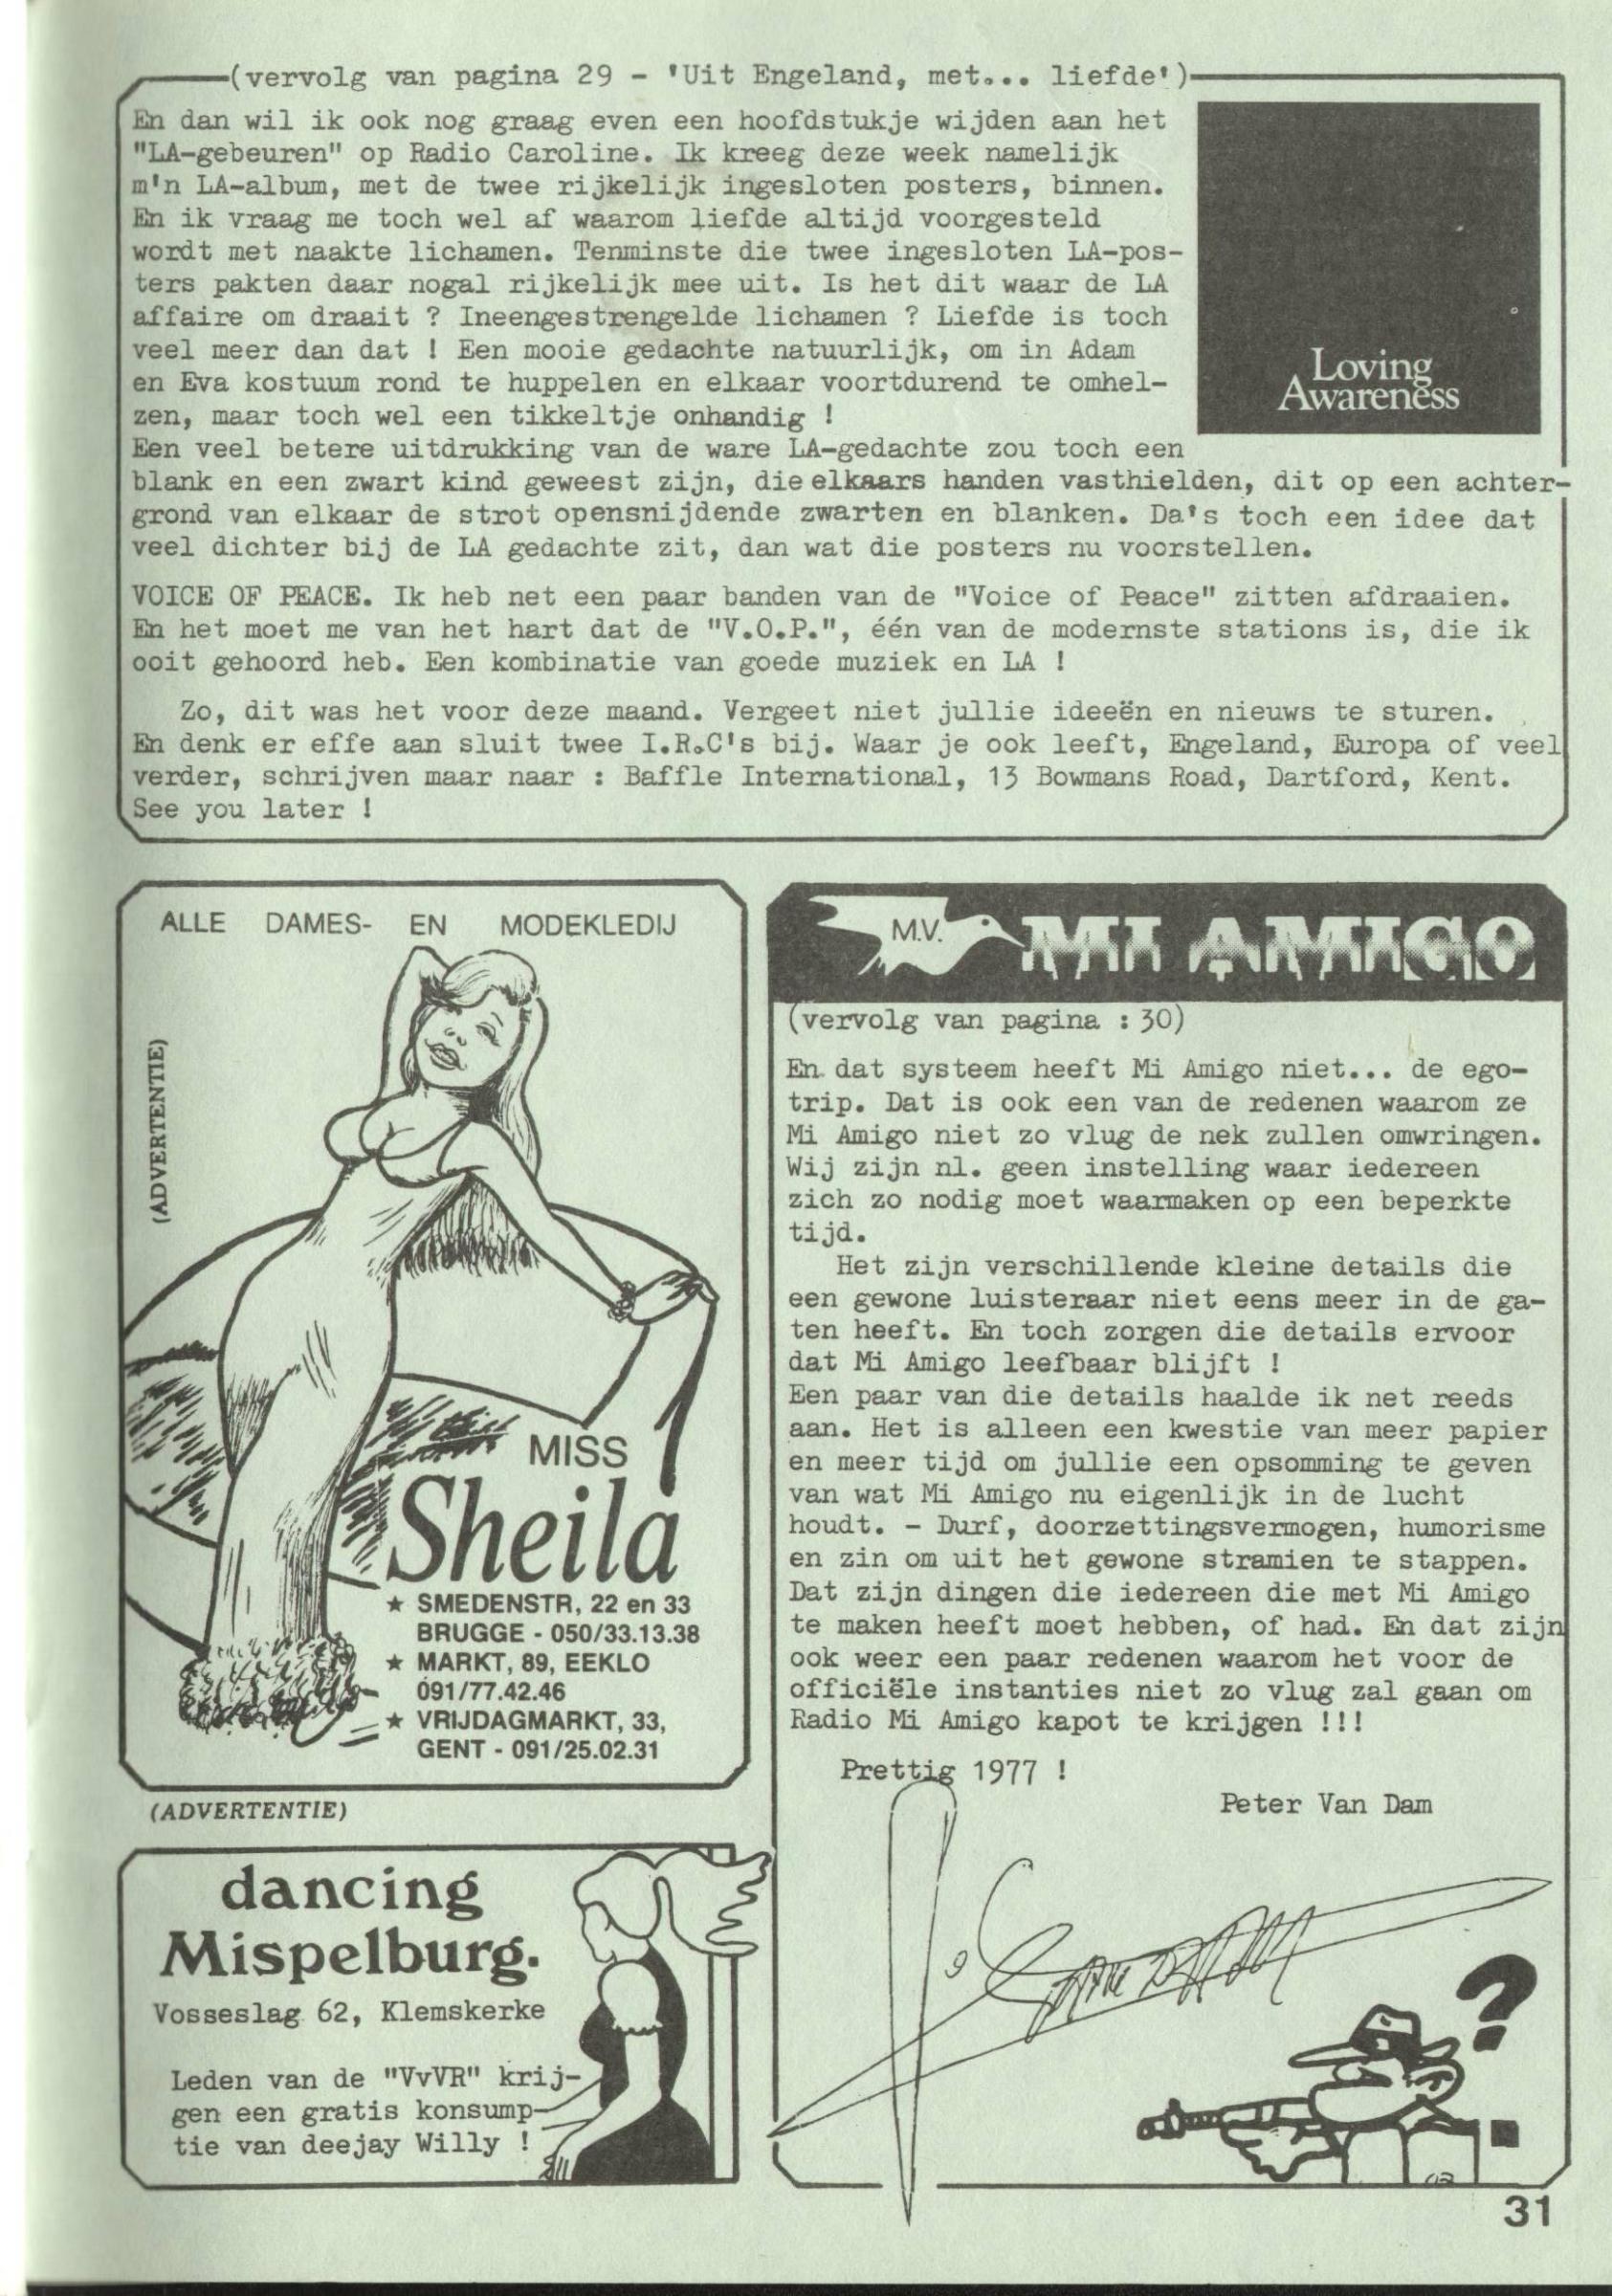 (vervolg van pagina 29 - 'Uit Engeland, met... liefde')
En dan wil ik ook nog graag even een hoofdstukje wijden aan het
"LA-gebeuren" op Radio Caroline. Ik kreeg deze week namelijk
m'n LA-album, met de twee rijkelijk ingesloten posters, binnen.
En ik vraag me toch wel af waarom liefde altijd voorgesteld
wordt met naakte lichamen. Tenminste die twee ingesloten LA-pos-
ters pakten daar nogal rijkelijk mee uit. Is het dit waar de LA
affaire om draait ? Ineengestrengelde lichamen ? Liefde is toch
veel meer dan dat ! Een mooie gedachte natuurlijk, om in Adam
en Eva kostuum rond te huppelen en elkaar voortdurend te omhel-
zen, maar toch wel een tikkeltje onhandig !
Een veel betere uitdrukking van de ware LA-gedachte zou toch een
blank en een zwart kind geweest zijn, die elkaars handen vasthielden, dit op een achter-
grond van elkaar de strot opensnijdende zwarten en blanken. Da's toch een idee dat
veel dichter bij de LA gedachte zit, dan wat die posters nu voorstellen.
Loving
Awareness
VOICE OF PEACE. Ik heb net een paar banden van de "Voice of Peace" zitten afdraaien.
En het moet me van het hart dat de "V.O.P.", één van de modernste stations is, die ik
ooit gehoord heb. Een kombinatie van goede muziek en LA !
Zo, dit was het voor deze maand. Vergeet niet jullie ideeën en nieuws te sturen.
En denk er effe aan sluit twee I.R.C's bij. Waar je ook leeft, Engeland, Europa of veel
verder, schrijven maar naar : Baffle International, 13 Bowmans Road, Dartford, Kent.
See you later !
ALLE DAMES- EN MODEKLEDIJ
(ADVERTENTIE)
MISS
Sheila
★ SMEDENSTR, 22 en 33
BRUGGE - 050/33.13.38
★ MARKT, 89, EEKLO
091/77.42.46
★ VRIJDAGMARKT, 33,
GENT - 091/25.02.31
(ADVERTENTIE)
dancing
Mispelburg.
Vosseslag 62, Klemskerke
Leden van de "VvVR" krij-
gen een gratis konsump-
tie van deejay Willy !
M.V. MI AMIGO
(vervolg van pagina : 30)
En dat systeem heeft Mi Amigo niet... de ego-
trip. Dat is ook een van de redenen waarom ze
Mi Amigo niet zo vlug de nek zullen omwringen.
Wij zijn nl. geen instelling waar iedereen
zich zo nodig moet waarmaken op een beperkte
tijd.
Het zijn verschillende kleine details die
een gewone luisteraar niet eens meer in de ga-
ten heeft. En toch zorgen die details ervoor
dat Mi Amigo leefbaar blijft !
Een paar van die details haalde ik net reeds
aan. Het is alleen een kwestie van meer papier
en meer tijd om jullie een opsomming te geven
van wat Mi Amigo nu eigenlijk in de lucht
houdt. - Durf, doorzettingsvermogen, humorisme
en zin om uit het gewone stramien te stappen.
Dat zijn dingen die iedereen die met Mi Amigo
te maken heeft moet hebben, of had. En dat zijn
ook weer een paar redenen waarom het voor de
officiële instanties niet zo vlug zal gaan om
Radio Mi Amigo kapot te krijgen !!!
Prettig 1977 !
Peter Van Dam
?
31